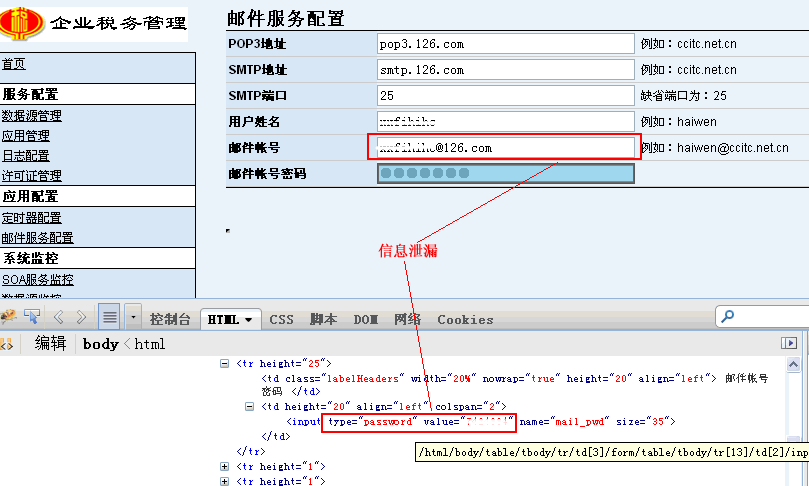 企业税务管理
首页
服务配置
数据源管理
应用管理
日志配置
许可证管理
应用配置
定时器配置
邮件服务配置
系统监控
SOA服务监控
数据源监控
邮件服务配置
POP3地址 pop3.126.com 例如：ccitc.net.cn
SMTP地址 smtp.126.com 例如：ccitc.net.cn
SMTP端口 25 缺省端口为：25
用户姓名 例如：haiwen
邮件帐号 @126.com 例如：haiwen@ccitc.net.cn
邮件帐号密码
信息泄漏
控制台 HTML CSS 脚本 DOM 网络 Cookies
编辑 body < html
<tr height="25">
<td class="labelHeaders" width="20%" nowrap="true" height="20" align="left"> 邮件帐号
密码 </td>
<td height="20" align="left" colspan="2">
<input type="password" value=" " name="mail_pwd" size="35">
</td>
</tr>
/html/body/table/tbody/tr/td[3]/form/table/tbody/tr[13]/td[2]/inp
<tr height="1">
<tr height="1">